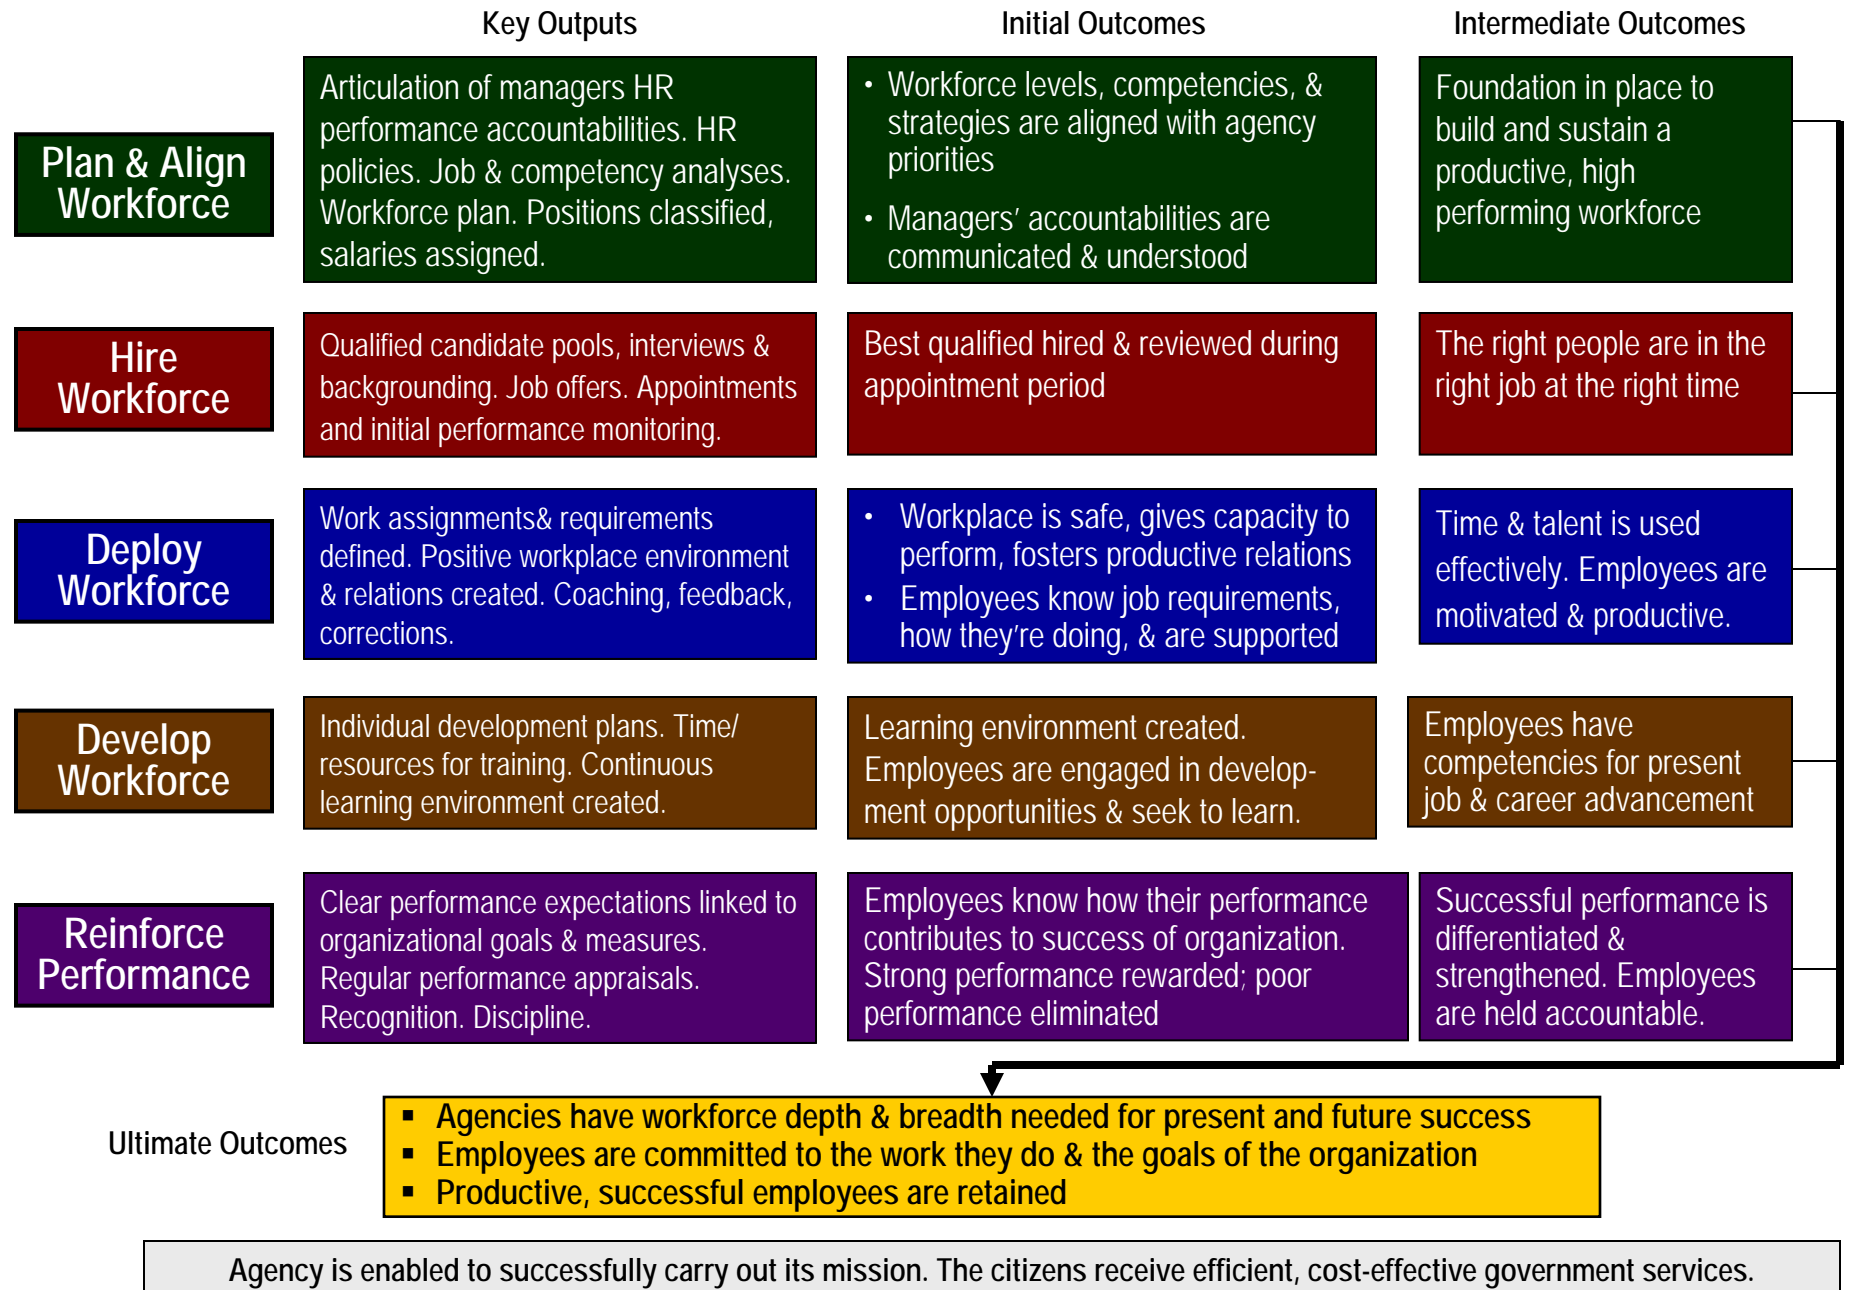 Key Outputs
Initial Outcomes
Intermediate Outcomes
Plan & Align
Workforce
Articulation of managers HR
performance accountabilities. HR
policies. Job & competency analyses.
Workforce plan. Positions classified,
salaries assigned.
• Workforce levels, competencies, &
strategies are aligned with agency
priorities
• Managers’ accountabilities are
communicated & understood
Foundation in place to
build and sustain a
productive, high
performing workforce
Hire
Workforce
Qualified candidate pools, interviews &
backgrounding. Job offers. Appointments
and initial performance monitoring.
Best qualified hired & reviewed during
appointment period
The right people are in the
right job at the right time
Deploy
Workforce
Work assignments& requirements
defined. Positive workplace environment
& relations created. Coaching, feedback,
corrections.
• Workplace is safe, gives capacity to
perform, fosters productive relations
• Employees know job requirements,
how they’re doing, & are supported
Time & talent is used
effectively. Employees are
motivated & productive.
Develop
Workforce
Individual development plans. Time/
resources for training. Continuous
learning environment created.
Learning environment created.
Employees are engaged in develop-
ment opportunities & seek to learn.
Employees have
competencies for present
job & career advancement
Reinforce
Performance
Clear performance expectations linked to
organizational goals & measures.
Regular performance appraisals.
Recognition. Discipline.
Employees know how their performance
contributes to success of organization.
Strong performance rewarded; poor
performance eliminated
Successful performance is
differentiated &
strengthened. Employees
are held accountable.
Ultimate Outcomes
▪ Agencies have workforce depth & breadth needed for present and future success
▪ Employees are committed to the work they do & the goals of the organization
▪ Productive, successful employees are retained
Agency is enabled to successfully carry out its mission. The citizens receive efficient, cost-effective government services.